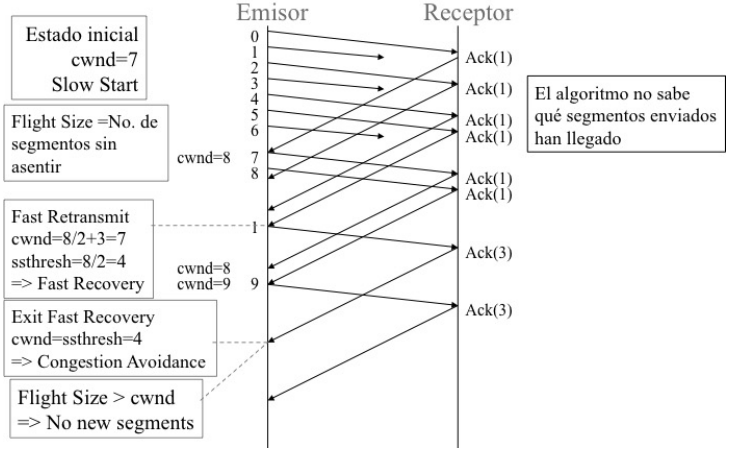 Emisor
Receptor
Estado inicial
cwnd=7
Slow Start
Flight Size =No. de
segmentos sin
asentir
Fast Retransmit
cwnd=8/2+3=7
ssthresh=8/2=4
=> Fast Recovery
Exit Fast Recovery
cwnd=ssthresh=4
=> Congestion Avoidance
Flight Size > cwnd
=> No new segments
0
1
2
3
4
5
6
cwnd=8
7
8
1
cwnd=8
cwnd=9
9
Ack(1)
Ack(1)
Ack(1)
Ack(1)
Ack(1)
Ack(1)
Ack(3)
Ack(3)
El algoritmo no sabe
qué segmentos enviados
han llegado